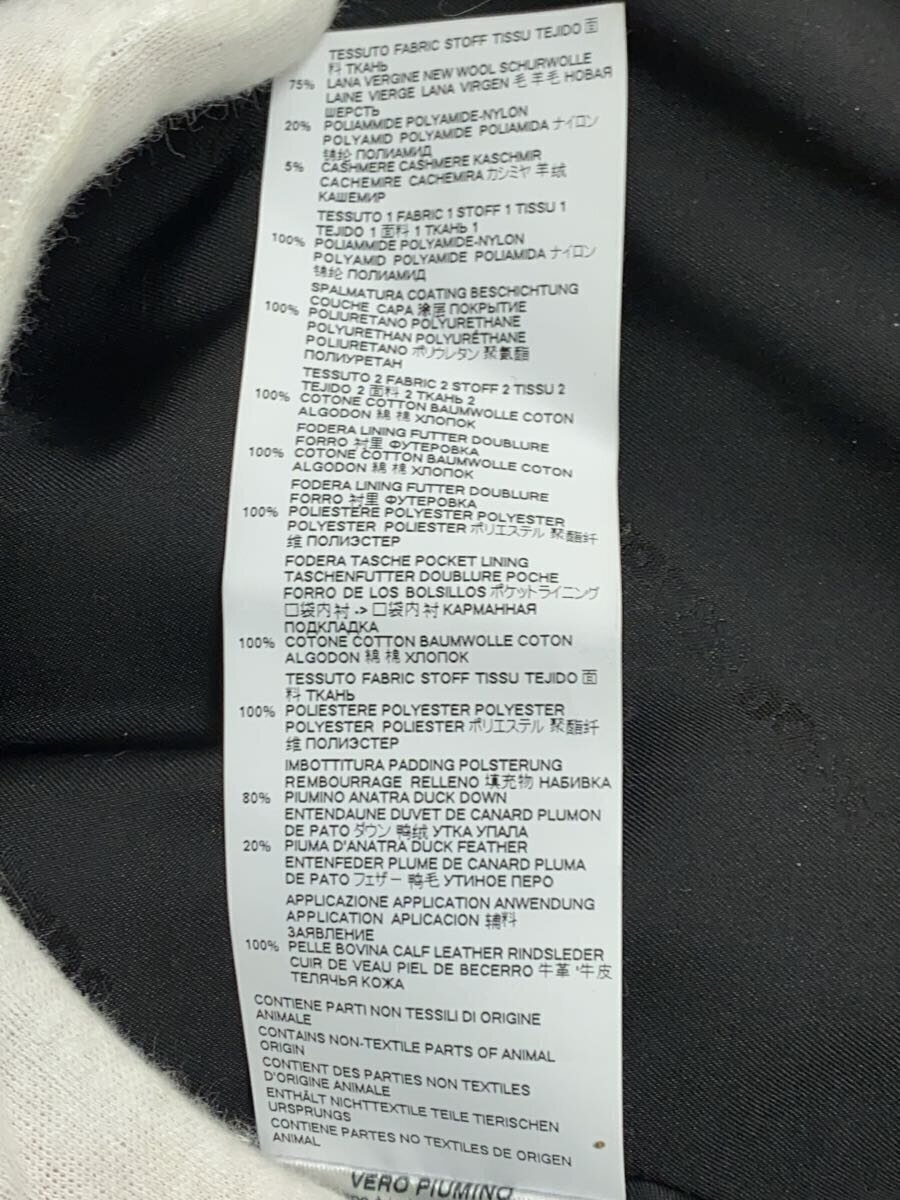 TESSUTO FABRIC STOFF TISSU TEJIDO 面
料 ТКАНЬ
75% LANA VERGINE NEW WOOL SCHURWOLLE
LAINE VIERGE LANA VIRGEN 毛 羊毛 НОВАЯ
ШЕРСТЬ
20% POLIAMMIDE POLYAMIDE-NYLON
POLYAMID POLYAMIDE POLIAMIDA ナイロン
锦纶 ПОЛИАМИД
5% CASHMERE CASHMERE KASCHMIR
CACHEMIRE CACHEMIRA カシミヤ 羊绒
КАШЕМИР
TESSUTO 1 FABRIC 1 STOFF 1 TISSU 1
TEJIDO 1 面料 1 ТКАНЬ 1
100% POLIAMMIDE POLYAMIDE-NYLON
POLYAMID POLYAMIDE POLIAMIDA ナイロン
锦纶 ПОЛИАМИД
SPALMATURA COATING BESCHICHTUNG
COUCHE CAPA 涂层 ПОКРЫТИЕ
100% POLIURETANO POLYURETHANE
POLYURETHAN POLYURÉTHANE
POLIURETANO ポリウレタン 聚氨酯
ПОЛИУРЕТАН
TESSUTO 2 FABRIC 2 STOFF 2 TISSU 2
TEJIDO 2 面料 2 ТКАНЬ 2
100% COTONE COTTON BAUMWOLLE COTON
ALGODON 綿 棉 ХЛОПОК
FODERA LINING FUTTER DOUBLURE
FORRO 衬里 ФУТЕРОВКА
100% COTONE COTTON BAUMWOLLE COTON
ALGODON 綿 棉 ХЛОПОК
FODERA LINING FUTTER DOUBLURE
FORRO 衬里 ФУТЕРОВКА
100% POLIESTERE POLYESTER POLYESTER
POLYESTER POLIESTER ポリエステル 聚酯纤
维 ПОЛИЭСТЕР
FODERA TASCHE POCKET LINING
TASCHENFUTTER DOUBLURE POCHE
FORRO DE LOS BOLSILLOS ポケットライニング
口袋内衬 -> 口袋内衬 КАРМАННАЯ
ПОДКЛАДКА
100% COTONE COTTON BAUMWOLLE COTON
ALGODON 綿 棉 ХЛОПОК
TESSUTO FABRIC STOFF TISSU TEJIDO 面
料 ТКАНЬ
100% POLIESTERE POLYESTER POLYESTER
POLYESTER POLIESTER ポリエステル 聚酯纤
维 ПОЛИЭСТЕР
IMBOTTITURA PADDING POLSTERUNG
REMBOURRAGE RELLENO 填充物 НАБИВКА
80% PIUMINO ANATRA DUCK DOWN
ENTENDAUNE DUVET DE CANARD PLUMON
DE PATO ダウン 鸭绒 УТКА УПАЛА
20% PIUMA D'ANATRA DUCK FEATHER
ENTENFEDER PLUME DE CANARD PLUMA
DE PATO フェザー 鸭毛 УТИНОЕ ПЕРО
APPLICAZIONE APPLICATION ANWENDUNG
APPLICATION APLICACION 辅料
ЗАЯВЛЕНИЕ
100% PELLE BOVINA CALF LEATHER RINDSLEDER
CUIR DE VEAU PIEL DE BECERRO 牛革 '牛皮
ТЕЛЯЧЬЯ КОЖА
CONTIENE PARTI NON TESSILI DI ORIGINE
ANIMALE
CONTAINS NON-TEXTILE PARTS OF ANIMAL
ORIGIN
CONTIENT DES PARTIES NON TEXTILES
D'ORIGINE ANIMALE
ENTHÄLT NICHTTEXTILE TEILE TIERISCHEN
URSPRUNGS
CONTIENE PARTES NO TEXTILES DE ORIGEN
ANIMAL
VERO PIUMINO